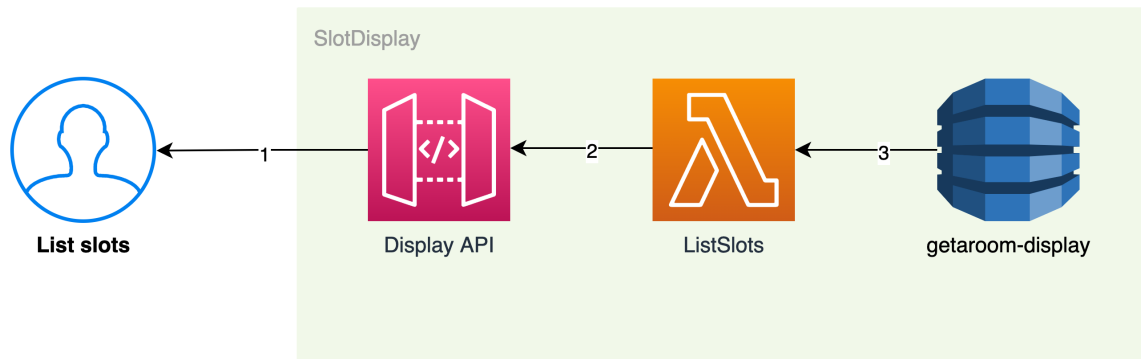 SlotDisplay
1
2
3
</>
List slots
Display API
ListSlots
getaroom-display